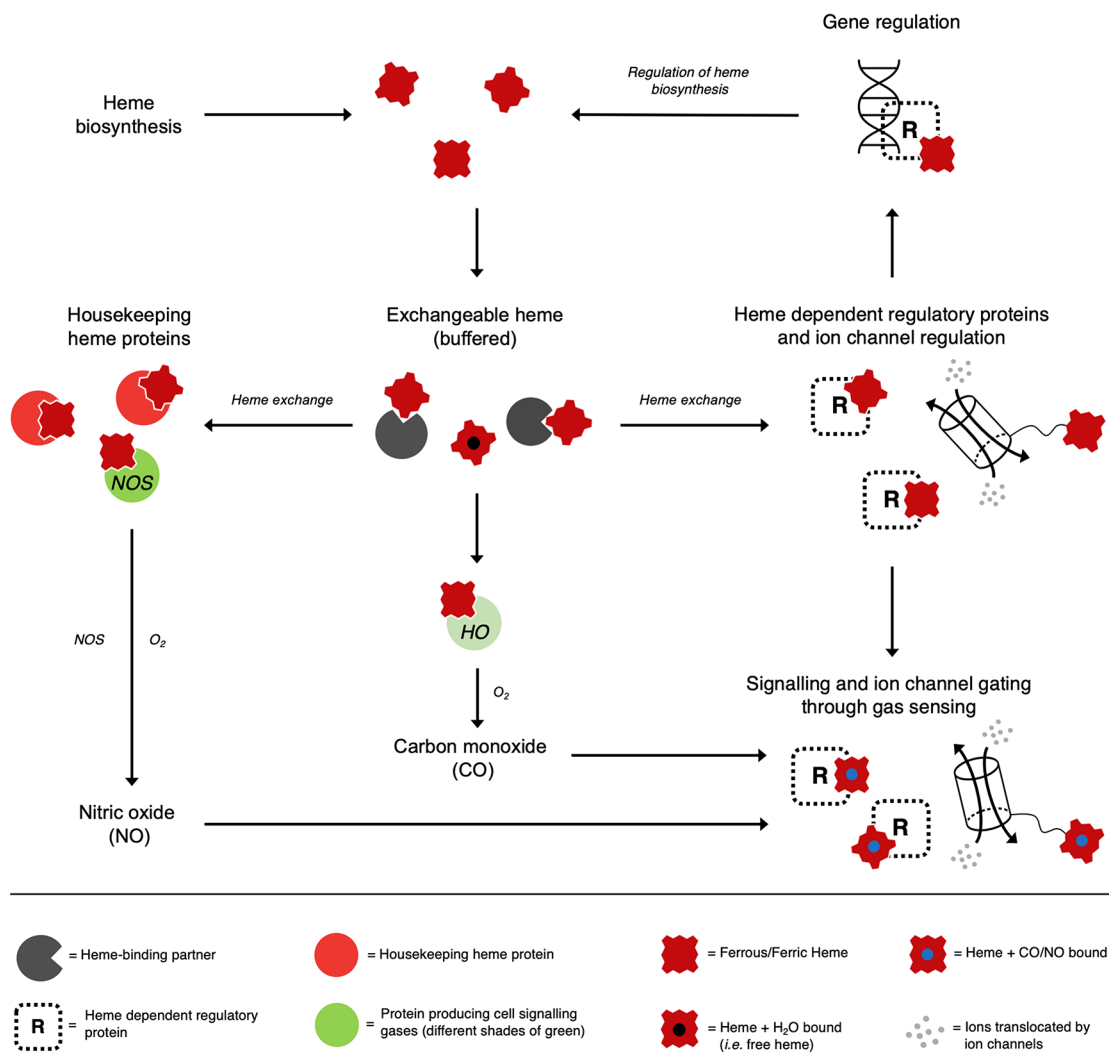 Gene regulation
Heme
biosynthesis
Regulation of heme
biosynthesis
R
Housekeeping
heme proteins
Exchangeable heme
(buffered)
Heme dependent regulatory proteins
and ion channel regulation
Heme exchange
Heme exchange
R
NOS
R
HO
NOS
O₂
O₂
Signalling and ion channel gating
through gas sensing
Carbon monoxide
(CO)
R
Nitric oxide
(NO)
R
= Heme-binding partner
= Housekeeping heme protein
= Ferrous/Ferric Heme
= Heme + CO/NO bound
R
= Heme dependent regulatory
protein
= Protein producing cell signalling
gases (different shades of green)
= Heme + H₂O bound
(i.e. free heme)
= Ions translocated by
ion channels